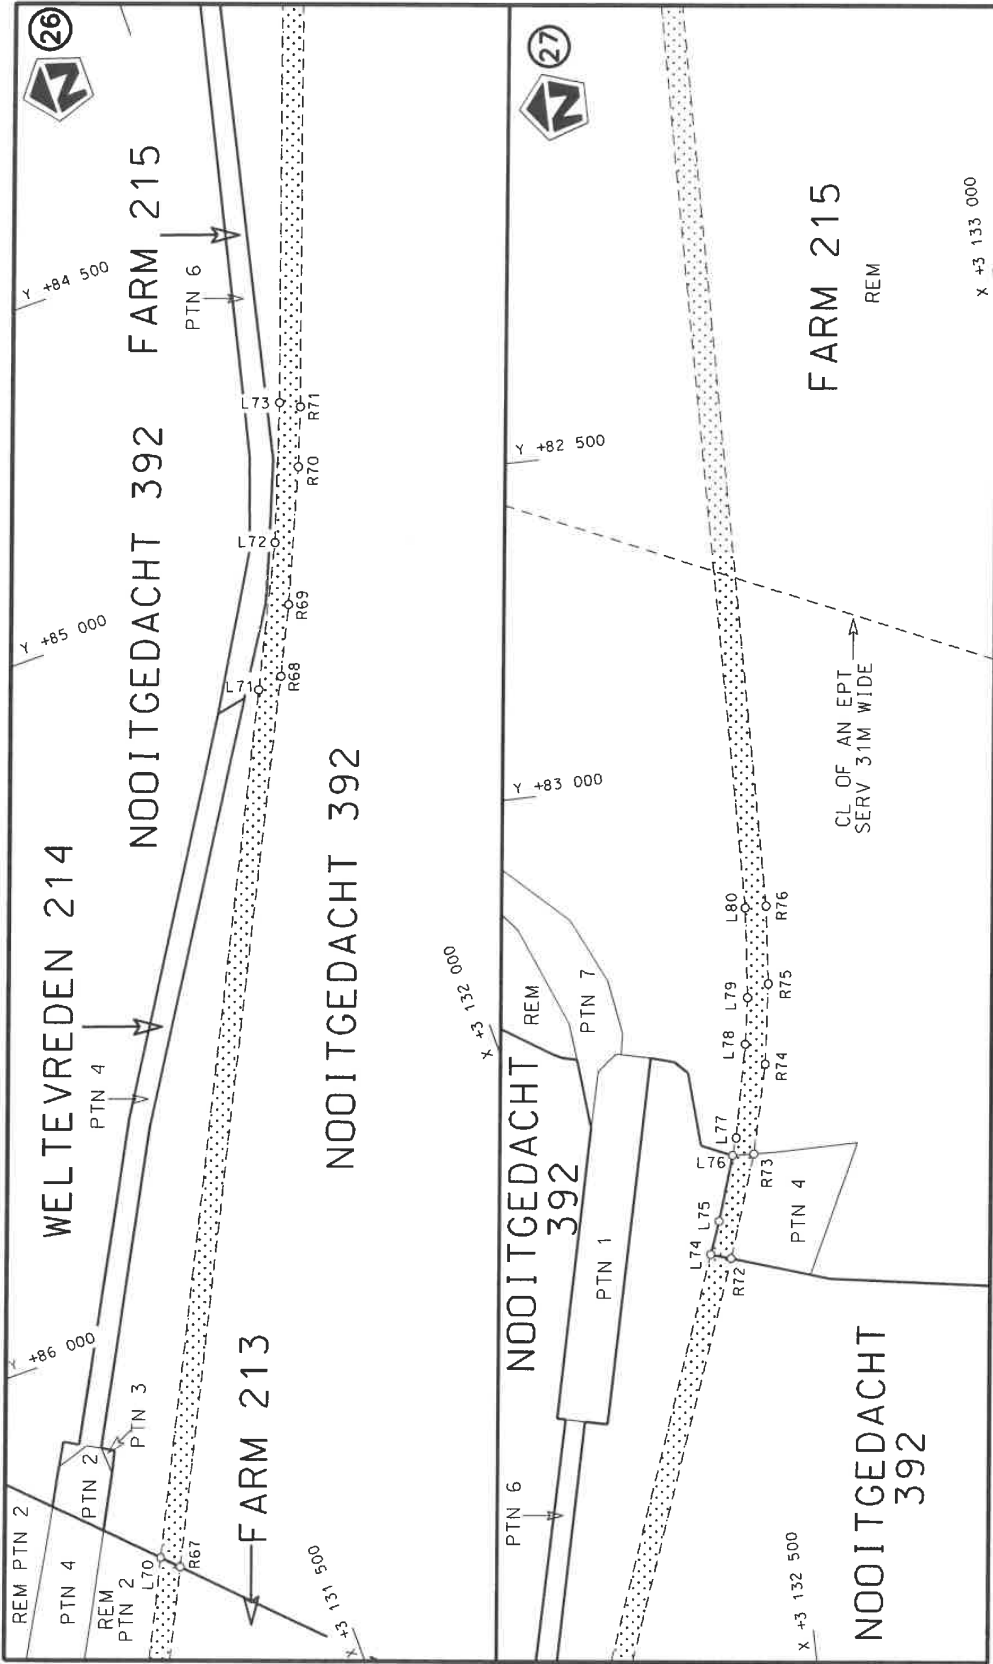 26
N
Y +84 500
FARM 215
PTN 6
NOOITGEDACHT 392
L73
R71
R70
L72
R69
Y +85 000
R68
L71
WELTEVREDEN 214
PTN 4
NOOITGEDACHT 392
X +3 132 000
Y +86 000
PTN 3
PTN 2
REM PTN 2
PTN 4
REM
PTN 2
L70
R67
FARM 213
X +3 131 500
27
N
FARM 215
REM
X +3 133 000
Y +82 500
CL OF AN EPT
SERV 31M WIDE
Y +83 000
L80
R76
L79
R75
L78
R74
REM
PTN 7
NOOITGEDACHT
392
L77
L76
R73
PTN 4
L75
L74
R72
PTN 1
PTN 6
NOOITGEDACHT
392
X +3 132 500